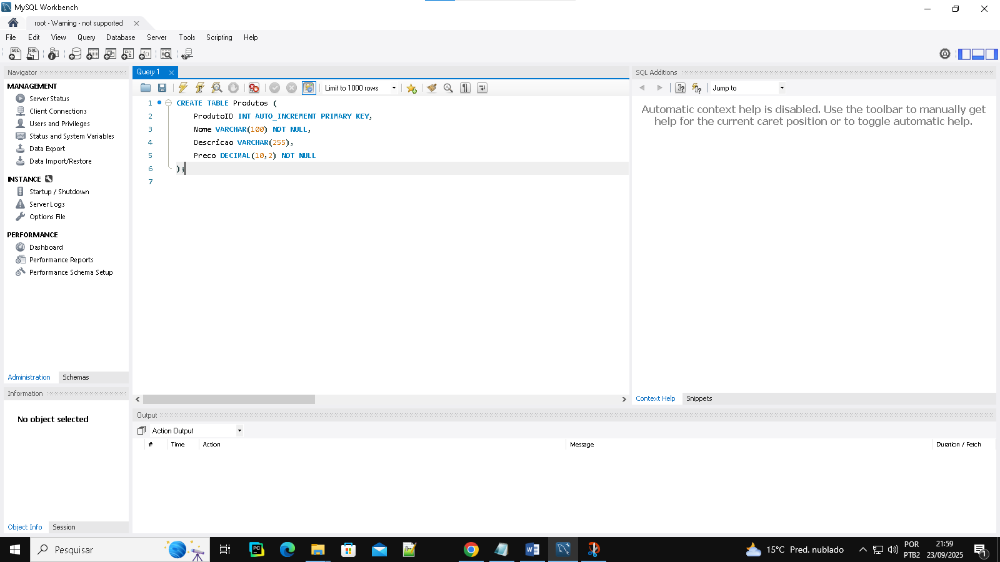 MySQL Workbench
root - Warning - not supported
File Edit View Query Database Server Tools Scripting Help
Navigator
MANAGEMENT
Server Status
Client Connections
Users and Privileges
Status and System Variables
Data Export
Data Import/Restore
INSTANCE
Startup / Shutdown
Server Logs
Options File
PERFORMANCE
Dashboard
Performance Reports
Performance Schema Setup
Administration Schemas
Information
No object selected
Object Info Session
Query 1
Limit to 1000 rows
1 CREATE TABLE Produtos (
2 ProdutoID INT AUTO_INCREMENT PRIMARY KEY,
3 Nome VARCHAR(100) NOT NULL,
4 Descricao VARCHAR(255),
5 Preco DECIMAL(10,2) NOT NULL
6 );
7
SQL Additions
Jump to
Automatic context help is disabled. Use the toolbar to manually get
help for the current caret position or to toggle automatic help.
Context Help Snippets
Output
Action Output
# Time Action Message Duration / Fetch
Pesquisar
15°C Pred. nublado
POR
PTB2
21:59
23/09/2025
1